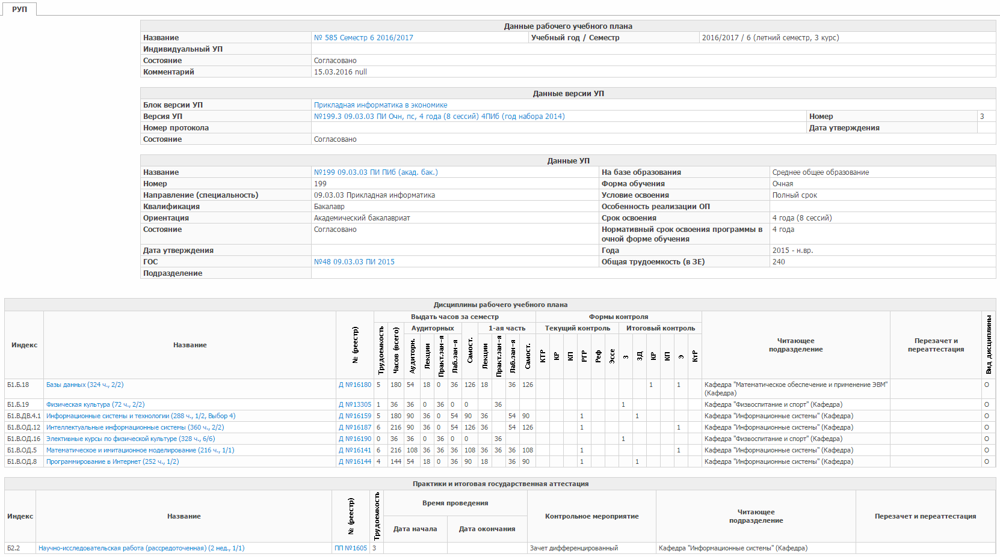 РУП
Данные рабочего учебного плана
Название № 585 Семестр 6 2016/2017 Учебный год / Семестр 2016/2017 / 6 (летний семестр, 3 курс)
Индивидуальный УП
Состояние Согласовано
Комментарий 15.03.2016 null
Данные версии УП
Блок версии УП Прикладная информатика в экономике
Версия УП №199.3 09.03.03 ПИ Очн, пс, 4 года (8 сессий) 4ПИб (год набора 2014) Номер 3
Номер протокола Дата утверждения
Состояние Согласовано
Данные УП
Название №199 09.03.03 ПИ ПИб (акад. бак.) На базе образования Среднее общее образование
Номер 199 Форма обучения Очная
Направление (специальность) 09.03.03 Прикладная информатика Условие освоения Полный срок
Квалификация Бакалавр Особенность реализации ОП
Ориентация Академический бакалавриат Срок освоения 4 года (8 сессий)
Состояние Согласовано Нормативный срок освоения программы в 4 года
очной форме обучения
Дата утверждения Года 2015 - н.вр.
ГОС №48 09.03.03 ПИ 2015 Общая трудоемкость (в ЗЕ) 240
Подразделение
Дисциплины рабочего учебного плана
Индекс Название № (реестр) Трудоемкость Часов (всего) Выдать часов за семестр Формы контроля Читающее подразделение Перезачет и переаттестация Вид дисциплины
Аудиторных Самост. 1-ая часть Текущий контроль Итоговый контроль
Аудиторн. Лекции Практ.зан-я Лаб.зан-я Лекции Практ.зан-я Лаб.зан-я Самост. КТР КР КП РГР Реф Эссе З ЗД КР КП Э КтР
Б1.Б.18 Базы данных (324 ч., 2/2) Д №16180 5 180 54 18 0 36 126 18 36 126 1 1 Кафедра "Математическое обеспечение и применение ЭВМ" О
(Кафедра)
Б1.Б.19 Физическая культура (72 ч., 2/2) Д №13305 1 36 36 0 36 0 0 36 1 Кафедра "Физвоспитание и спорт" (Кафедра) О
Б1.В.ДВ.4.1 Информационные системы и технологии (288 ч., 1/2, Выбор 4) Д №16159 5 180 90 36 0 54 90 36 54 90 1 1 Кафедра "Информационные системы" (Кафедра) О
Б1.В.ОД.12 Интеллектуальные информационные системы (360 ч., 2/2) Д №16187 6 216 90 36 0 54 126 36 54 126 1 1 Кафедра "Информационные системы" (Кафедра) О
Б1.В.ОД.16 Элективные курсы по физической культуре (328 ч., 6/6) Д №16190 0 36 36 0 36 0 0 36 1 Кафедра "Физвоспитание и спорт" (Кафедра) О
Б1.В.ОД.5 Математическое и имитационное моделирование (216 ч., 1/1) Д №16141 6 216 108 36 36 36 108 36 36 36 108 1 1 Кафедра "Информационные системы" (Кафедра) О
Б1.В.ОД.8 Программирование в Интернет (252 ч., 1/2) Д №16144 4 144 54 18 0 36 90 18 36 90 1 1 Кафедра "Информационные системы" (Кафедра) О
Практики и итоговая государственная аттестация
Индекс Название № (реестр) Трудоемкость Время проведения Контрольное мероприятие Читающее подразделение Перезачет и переаттестация
Дата начала Дата окончания
Б2.2 Научно-исследовательская работа (рассредоточенная) (2 нед., 1/1) ПП №1605 3 Зачет дифференцированный Кафедра "Информационные системы" (Кафедра)